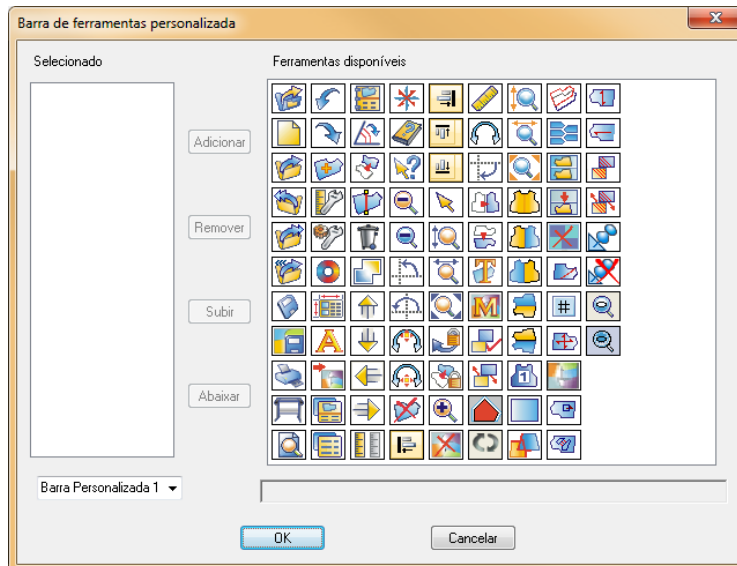 Barra de ferramentas personalizada
Selecionado
Ferramentas disponíveis
Adicionar
Remover
Subir
Abaixar
Barra Personalizada 1
OK
Cancelar